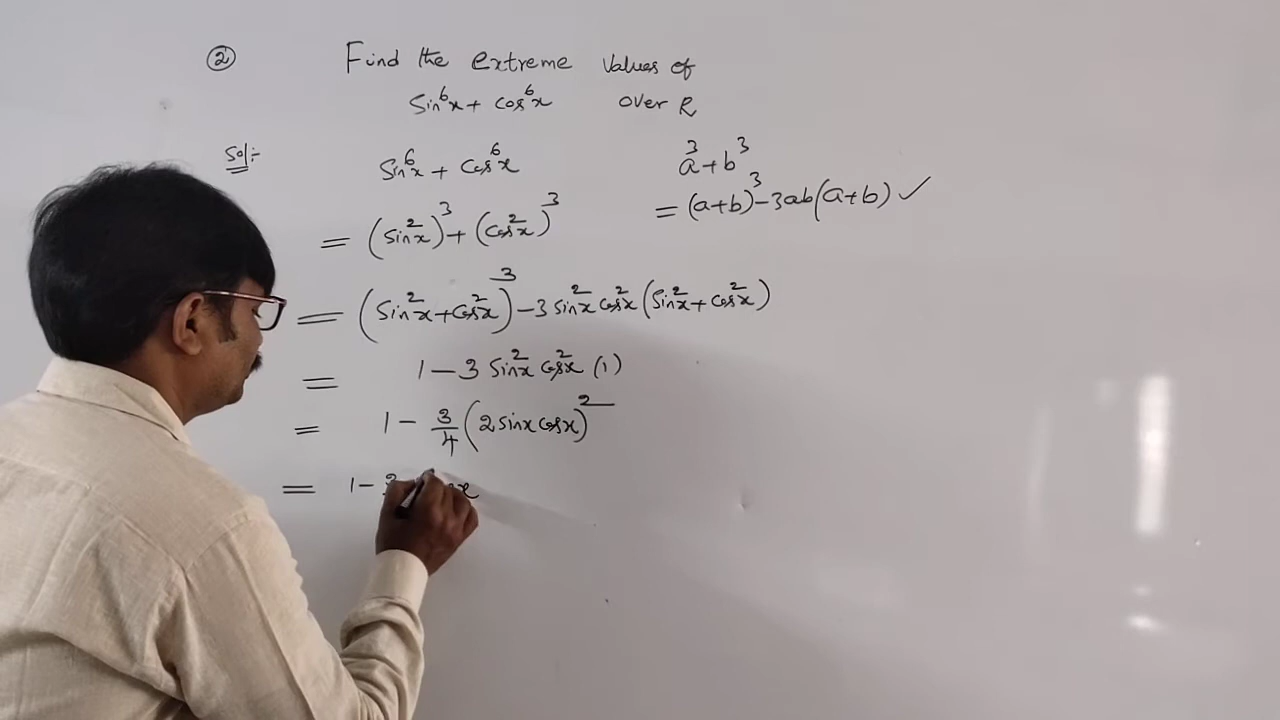 ② Find the extreme values of
sin⁶x + cos⁶x over R
Sol:- sin⁶x + cos⁶x a³+b³
= (sin²x)³ + (cos²x)³ = (a+b)³ - 3ab(a+b) ✓
= (sin²x + cos²x)³ - 3 sin²x cos²x (sin²x + cos²x)
= 1 - 3 sin²x cos²x (1)
= 1 - 3/4 (2 sinx cosx)²
= 1 - 3